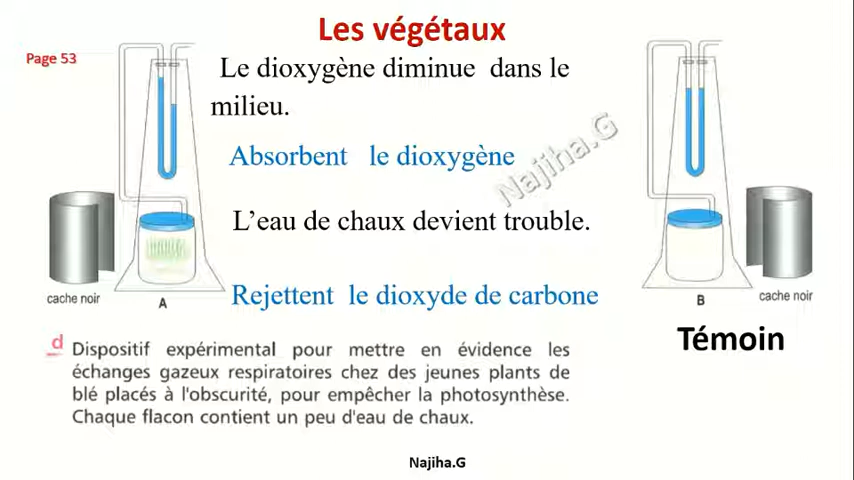 Les végétaux
Page 53
Le dioxygène diminue dans le
milieu.
Absorbent le dioxygène
Najiha.G
L’eau de chaux devient trouble.
Rejettent le dioxyde de carbone
cache noir
A
B
cache noir
Témoin
d
Dispositif expérimental pour mettre en évidence les
échanges gazeux respiratoires chez des jeunes plants de
blé placés à l'obscurité, pour empêcher la photosynthèse.
Chaque flacon contient un peu d'eau de chaux.
Najiha.G